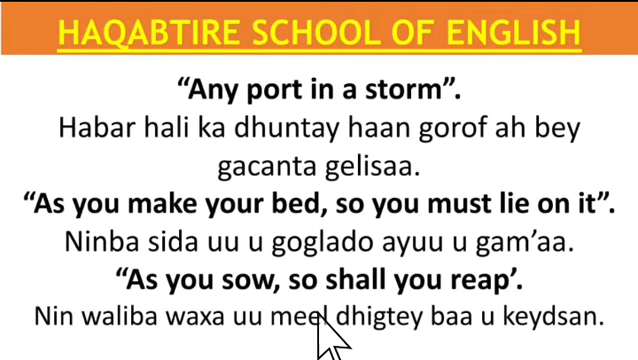 HAQABTIRE SCHOOL OF ENGLISH
“Any port in a storm”.
Habar hali ka dhuntay haan gorof ah bey
gacanta gelisaa.
“As you make your bed, so you must lie on it”.
Ninba sida uu u goglado ayuu u gam’aa.
“As you sow, so shall you reap’.
Nin waliba waxa uu meel dhigtey baa u keydsan.